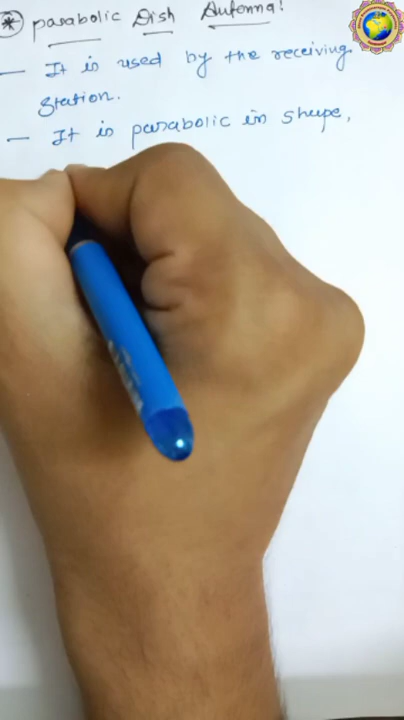 * parabolic Dish Antenna!
— It is used by the receiving
station.
— It is parabolic in shape,